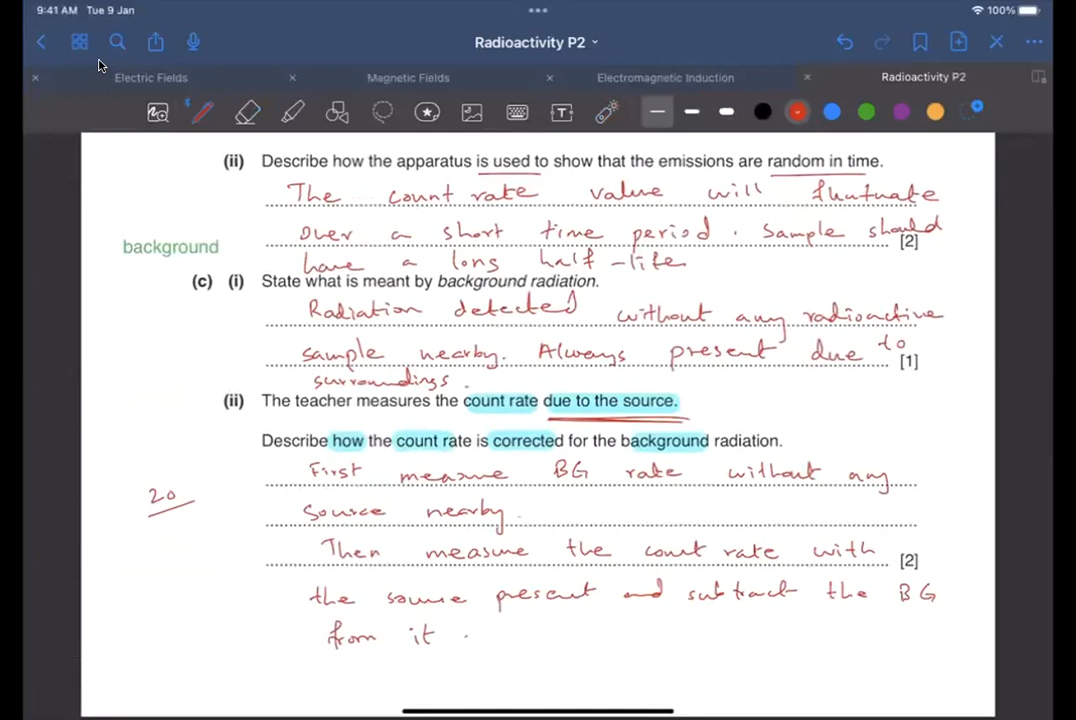 9:41 AM Tue 9 Jan
100%
Radioactivity P2
Electric Fields
Magnetic Fields
Electromagnetic Induction
Radioactivity P2
(ii) Describe how the apparatus is used to show that the emissions are random in time.
The count rate value will flutuate
over a short time period. Sample should
[2]
background
have a long half-life
(c) (i) State what is meant by background radiation.
Radiation detected without any radioactive
sample nearby. Always present due to
[1]
surroundings.
(ii) The teacher measures the count rate due to the source.
Describe how the count rate is corrected for the background radiation.
First measure BG rate without any
20
source nearby.
Then measure the count rate with
[2]
the source present and subtract the BG
from it.